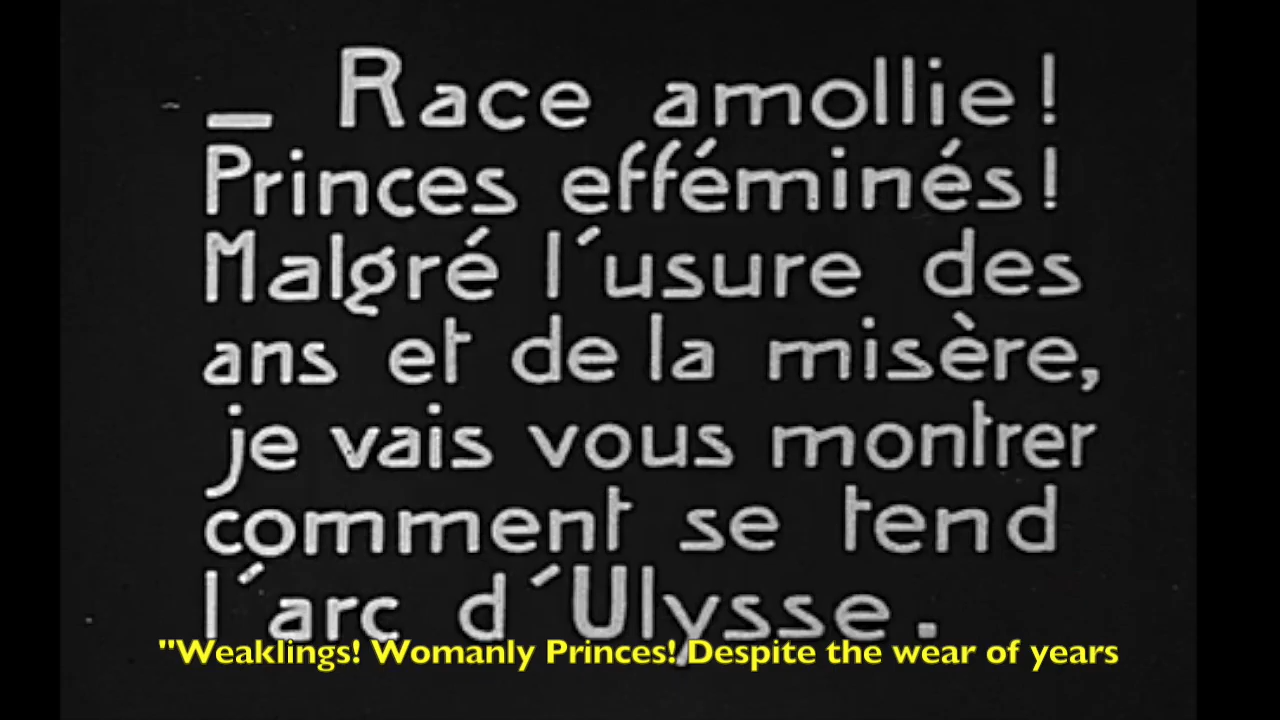 — Race amollie!
Princes efféminés!
Malgré l'usure des
ans et de la misère,
je vais vous montrer
comment se tend
l'arc d'Ulysse.
"Weaklings! Womanly Princes! Despite the wear of years